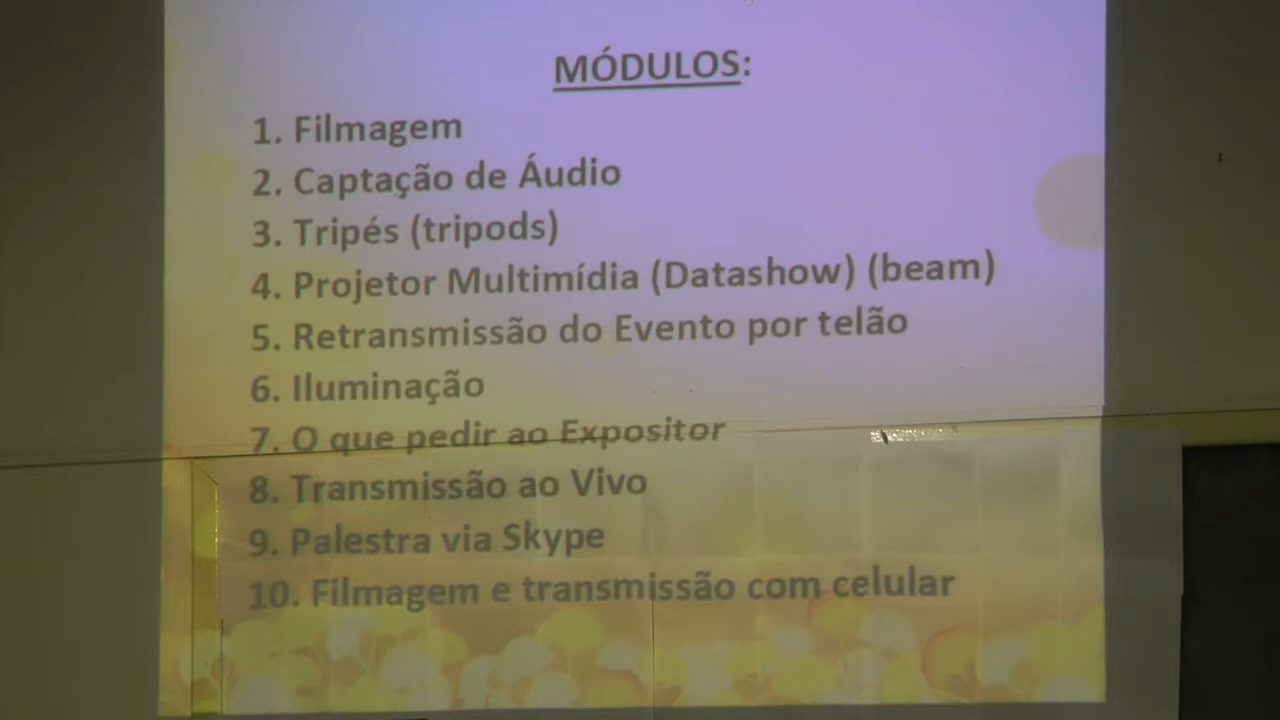 MÓDULOS:
1. Filmagem
2. Captação de Áudio
3. Tripés (tripods)
4. Projetor Multimídia (Datashow) (beam)
5. Retransmissão do Evento por telão
6. Iluminação
7. O que pedir ao Expositor
8. Transmissão ao Vivo
9. Palestra via Skype
10. Filmagem e transmissão com celular